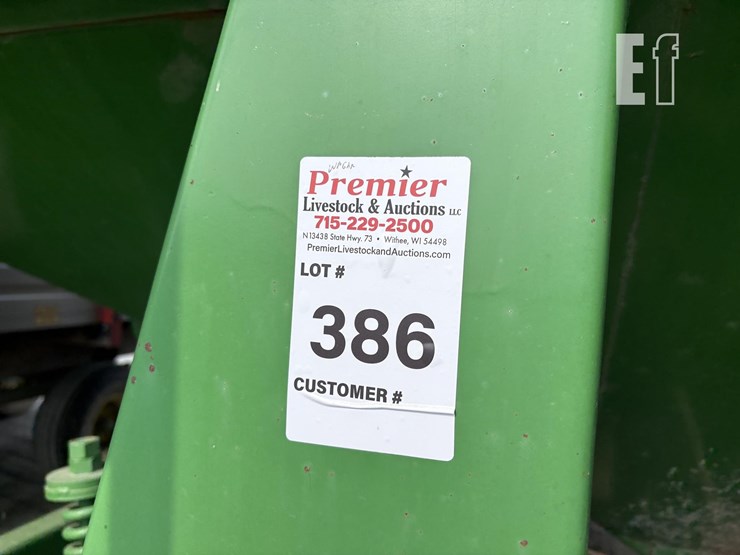 Ef
Premier
Livestock & Auctions LLC
715-229-2500
N13438 State Hwy. 73 • Withee, WI 54498
PremierLivestockandAuctions.com
LOT #
386
CUSTOMER #